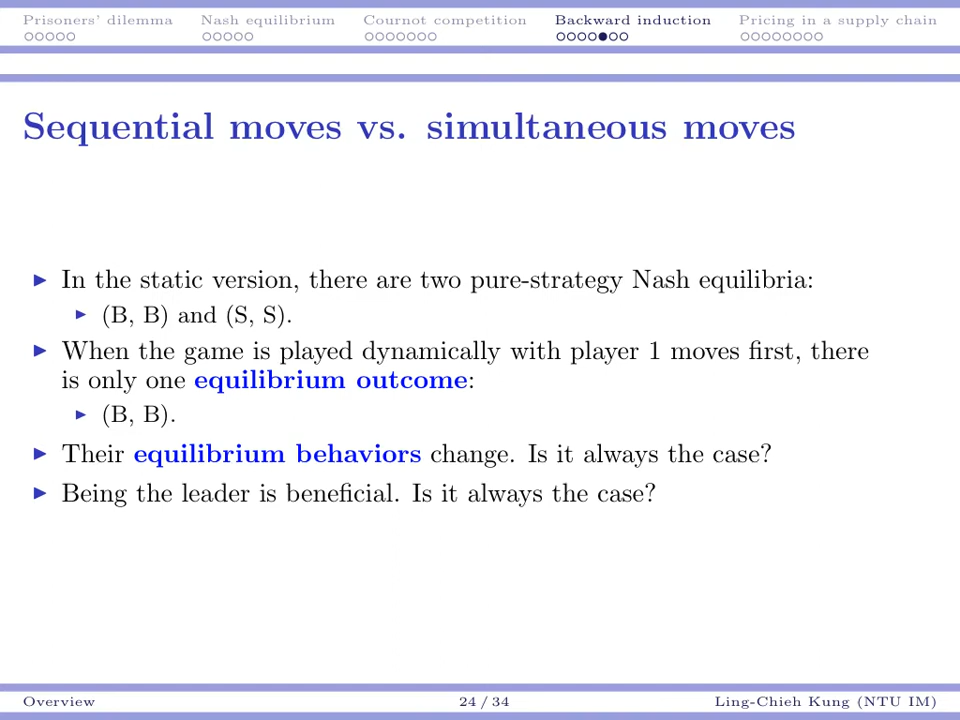 Prisoners' dilemma Nash equilibrium Cournot competition Backward induction Pricing in a supply chain
Sequential moves vs. simultaneous moves
In the static version, there are two pure-strategy Nash equilibria:
(B, B) and (S, S).
When the game is played dynamically with player 1 moves first, there
is only one equilibrium outcome:
(B, B).
Their equilibrium behaviors change. Is it always the case?
Being the leader is beneficial. Is it always the case?
Overview 24 / 34 Ling-Chieh Kung (NTU IM)